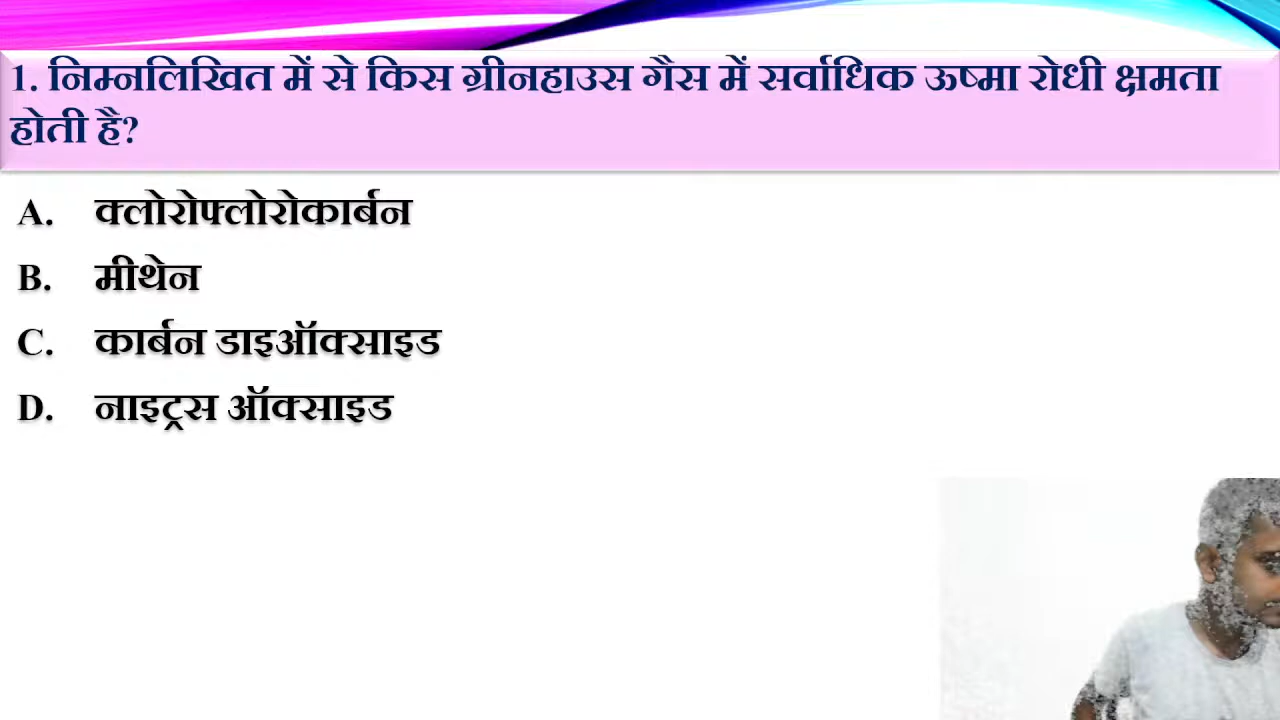 1. निम्नलिखित में से किस ग्रीनहाउस गैस में सर्वाधिक ऊष्मा रोधी क्षमता
होती है?
A. क्लोरोफ्लोरोकार्बन
B. मीथेन
C. कार्बन डाइऑक्साइड
D. नाइट्रस ऑक्साइड